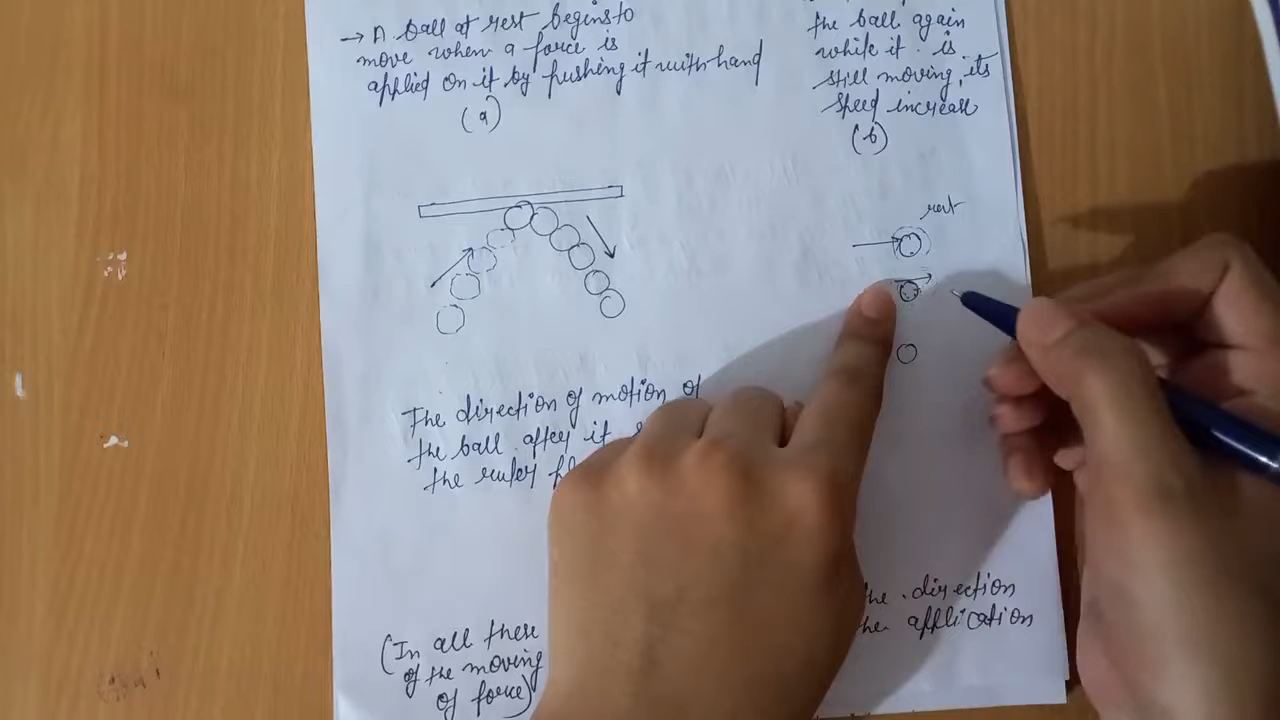 → A ball at rest begins to
move when a force is
applied on it by pushing it with hand
(a)
the ball again
while it is
still moving, its
speed increase
(b)
rest
The direction of motion of
the ball after it
the ruler
the direction
the application
(In all these
of the moving
of force)